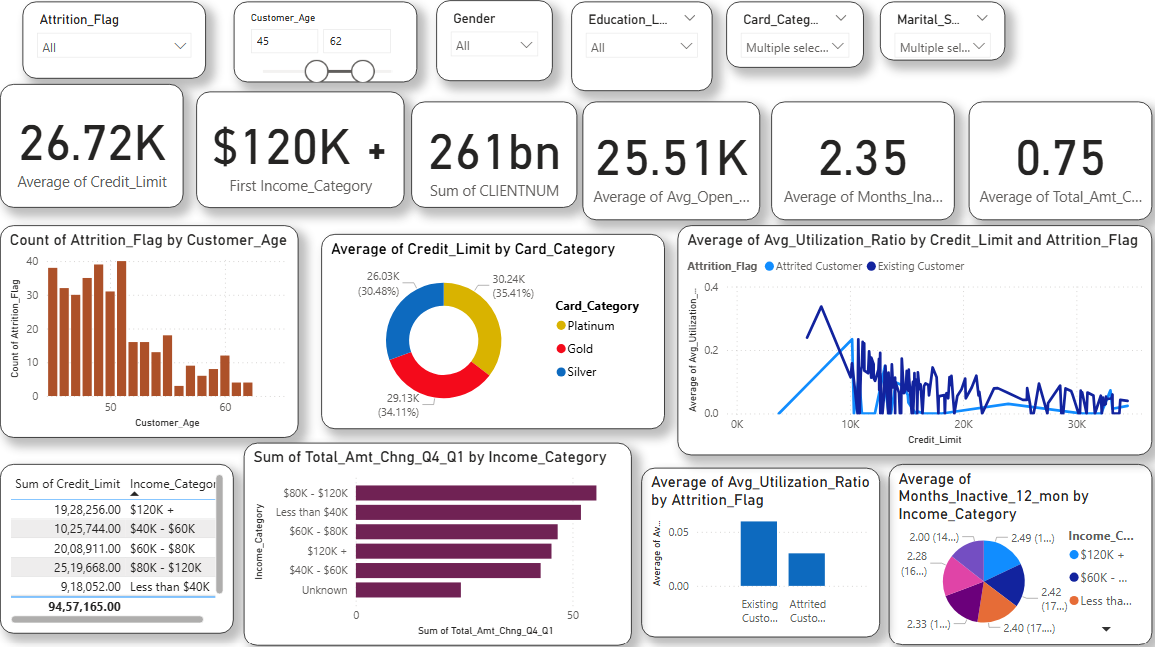 Attrition_Flag
All
Customer_Age
45
62
Gender
All
Education_L...
All
Card_Categ...
Multiple selec...
Marital_S...
Multiple sel...
26.72K
Average of Credit_Limit
$120K +
First Income_Category
261bn
Sum of CLIENTNUM
25.51K
Average of Avg_Open_...
2.35
Average of Months_Ina...
0.75
Average of Total_Amt_C...
Count of Attrition_Flag by Customer_Age
Count of Attrition_Flag
40
30
20
10
0
50
60
Customer_Age
Average of Credit_Limit by Card_Category
26.03K
(30.48%)
30.24K
(35.41%)
29.13K
(34.11%)
Card_Category
Platinum
Gold
Silver
Average of Avg_Utilization_Ratio by Credit_Limit and Attrition_Flag
Attrition_Flag Attrited Customer Existing Customer
Average of Avg_Utilization_...
0.4
0.2
0.0
0K
10K
20K
30K
Credit_Limit
Sum of Credit_Limit Income_Categor
19,28,256.00 $120K +
10,25,744.00 $40K - $60K
20,08,911.00 $60K - $80K
25,19,668.00 $80K - $120K
9,18,052.00 Less than $40K
94,57,165.00
Sum of Total_Amt_Chng_Q4_Q1 by Income_Category
Income_Category
$80K - $120K
Less than $40K
$60K - $80K
$120K +
$40K - $60K
Unknown
0
50
Sum of Total_Amt_Chng_Q4_Q1
Average of Avg_Utilization_Ratio
by Attrition_Flag
Average of Av...
0.05
0.00
Existing
Custo...
Attrited
Custo...
Average of
Months_Inactive_12_mon by
Income_Category
2.00 (14...)
2.49 (1...)
2.28
(16...)
2.42
(17...)
2.33 (1...)
2.40 (17....)
Income_C...
$120K +
$60K - ...
Less tha...